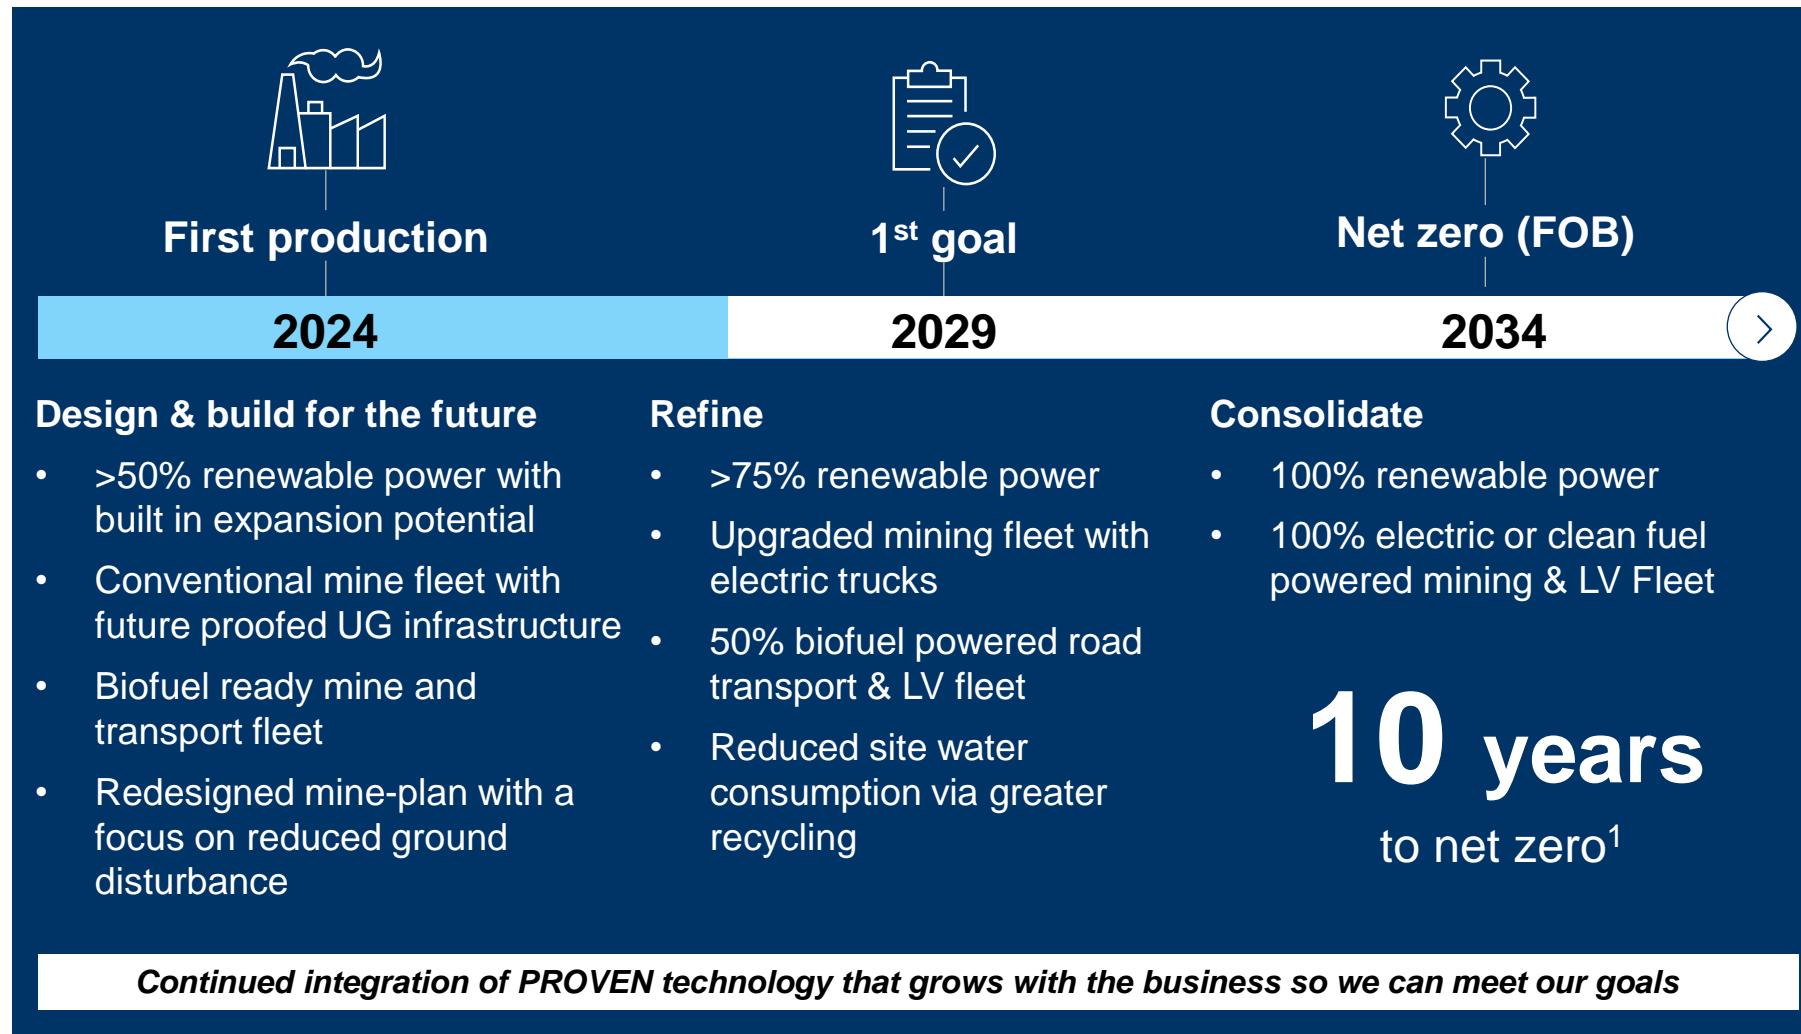 First production
1st goal
Net zero (FOB)
2024
2029
2034
Design & build for the future
• >50% renewable power with
built in expansion potential
• Conventional mine fleet with
future proofed UG infrastructure
• Biofuel ready mine and
transport fleet
• Redesigned mine-plan with a
focus on reduced ground
disturbance
Refine
• >75% renewable power
• Upgraded mining fleet with
electric trucks
• 50% biofuel powered road
transport & LV fleet
• Reduced site water
consumption via greater
recycling
Consolidate
• 100% renewable power
• 100% electric or clean fuel
powered mining & LV Fleet
10 years
to net zero1
Continued integration of PROVEN technology that grows with the business so we can meet our goals